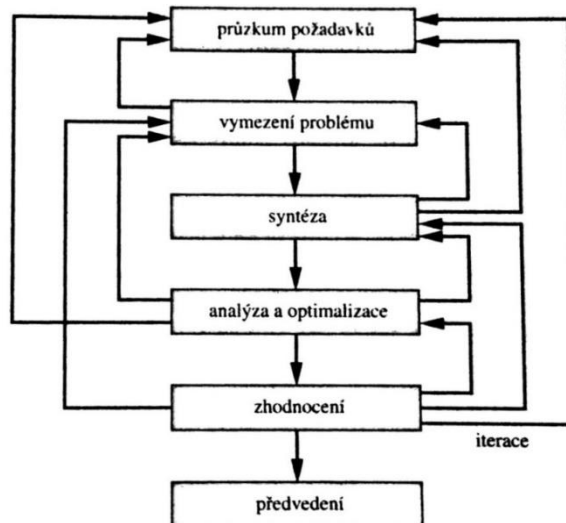 průzkum požadavků
vymezení problému
syntéza
analýza a optimalizace
zhodnocení
iterace
předvedení